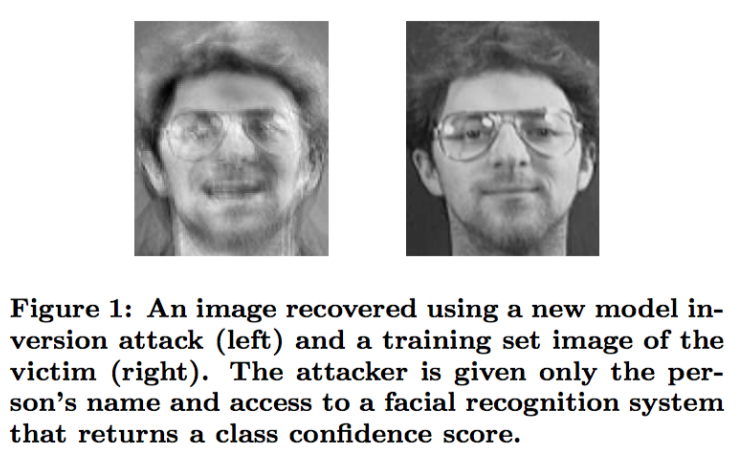 Figure 1: An image recovered using a new model in-
version attack (left) and a training set image of the
victim (right). The attacker is given only the per-
son's name and access to a facial recognition system
that returns a class confidence score.